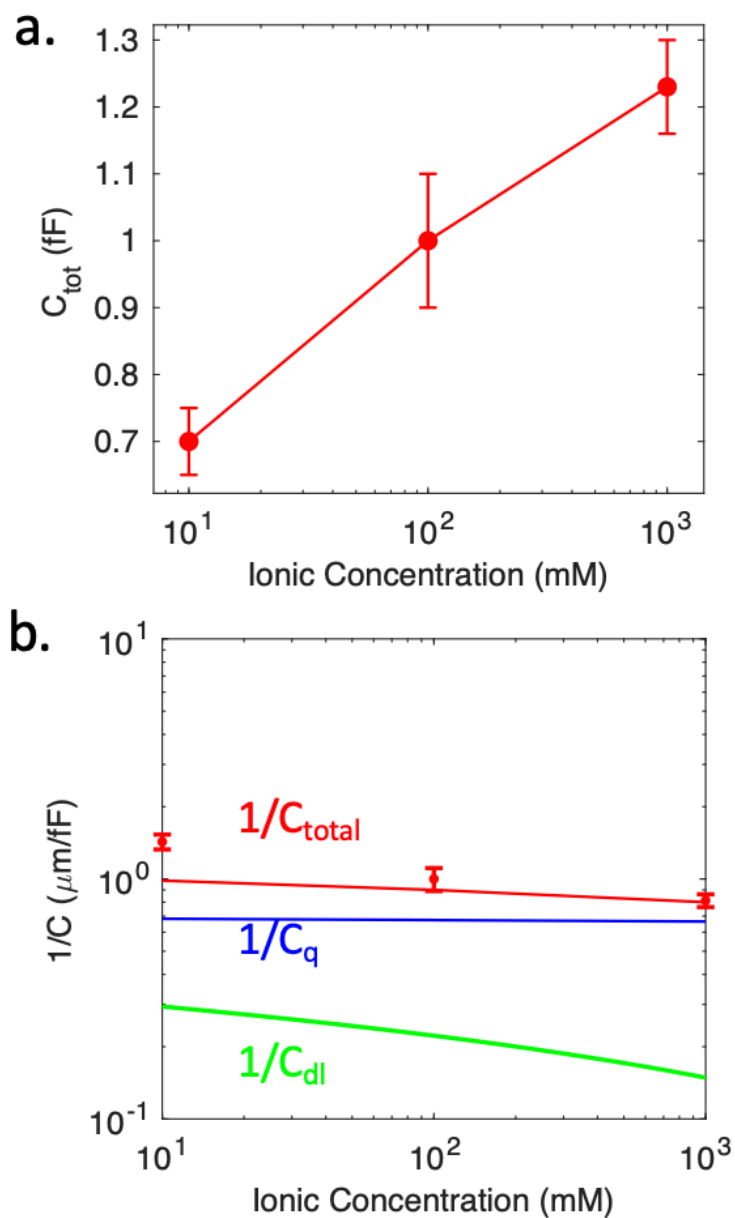 a.
1.3
1.2
1.1
1
0.9
0.8
0.7
C_tot (fF)
10^1
10^2
10^3
Ionic Concentration (mM)
b.
10^1
10^0
10^-1
1/C (μm/fF)
1/C_total
1/C_q
1/C_dl
10^1
10^2
10^3
Ionic Concentration (mM)